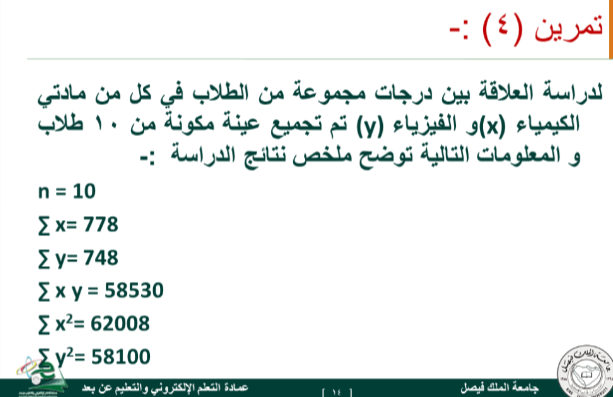 تمرين (٤) :-
لدراسة العلاقة بين درجات مجموعة من الطلاب في كل من مادتي
الكيمياء (x)و الفيزياء (y) تم تجميع عينة مكونة من ١٠ طلاب
و المعلومات التالية توضح ملخص نتائج الدراسة :-
n = 10
∑ x= 778
∑ y= 748
∑ x y = 58530
∑ x²= 62008
∑ y²= 58100
جامعة الملك فيصل
[ ١٤ ]
عمادة التعلم الإلكتروني والتعليم عن بعد